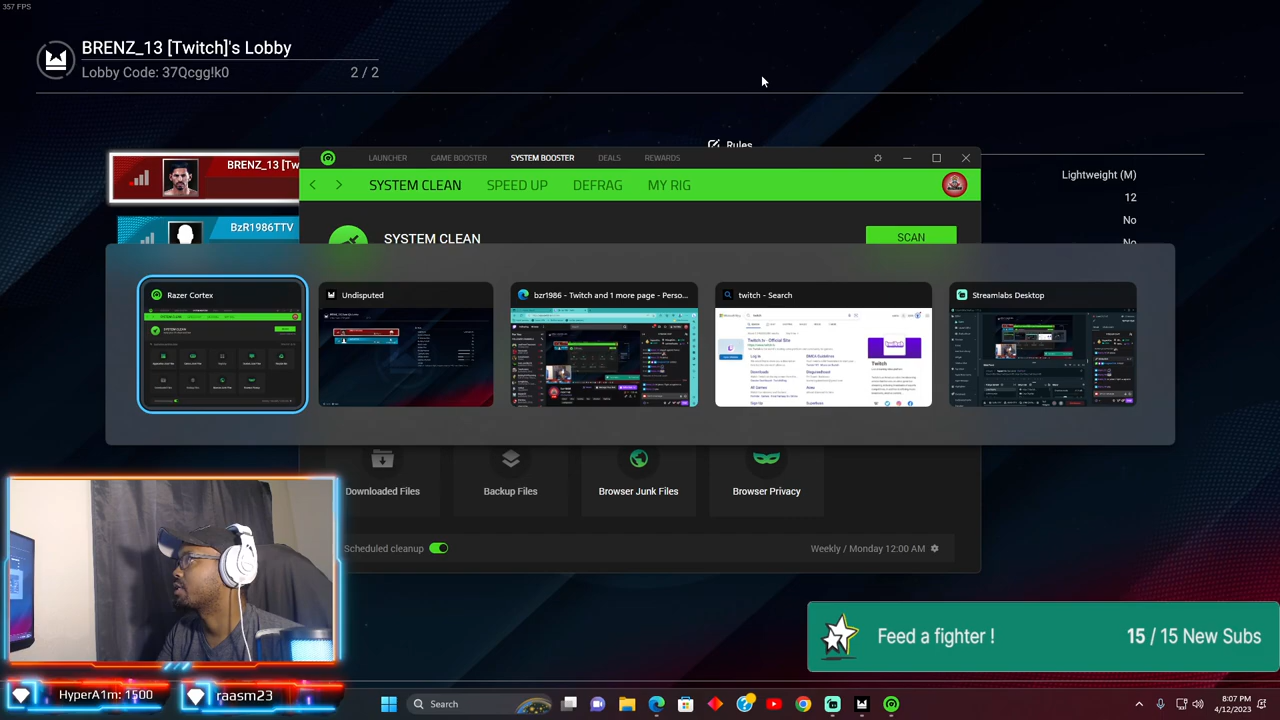 357 FPS
BRENZ_13 [Twitch]'s Lobby
Lobby Code: 37Qcgg!k0 2 / 2
Rules
BRENZ_13 [Tw
Lightweight (M)
12
No
No
BzR1986TTV
LAUNCHER GAME BOOSTER SYSTEM BOOSTER DEALS REWARDS
SYSTEM CLEAN SPEED UP DEFRAG MY RIG
SYSTEM CLEAN SCAN
Razer Cortex
Undisputed
bzr1986 - Twitch and 1 more page - Perso...
twitch - Search
Streamlabs Desktop
Downloaded Files Backup Files Browser Junk Files Browser Privacy
Scheduled cleanup Weekly / Monday 12:00 AM
Feed a fighter ! 15 / 15 New Subs
HyperA1m: 1500 raasm23
Search
8:07 PM
4/12/2023